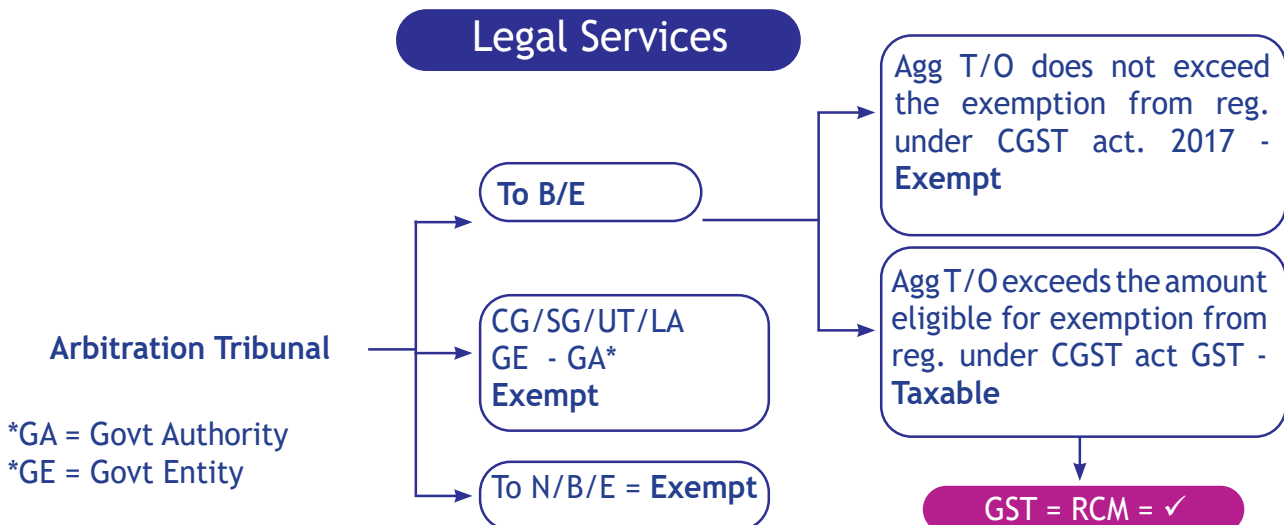 Legal Services
Agg T/O does not exceed
the exemption from reg.
under CGST act. 2017 -
Exempt
To B/E
Agg T/O exceeds the amount
eligible for exemption from
reg. under CGST act GST -
Taxable
CG/SG/UT/LA
GE - GA*
Exempt
Arbitration Tribunal
*GA = Govt Authority
*GE = Govt Entity
To N/B/E = Exempt
GST = RCM = ✓